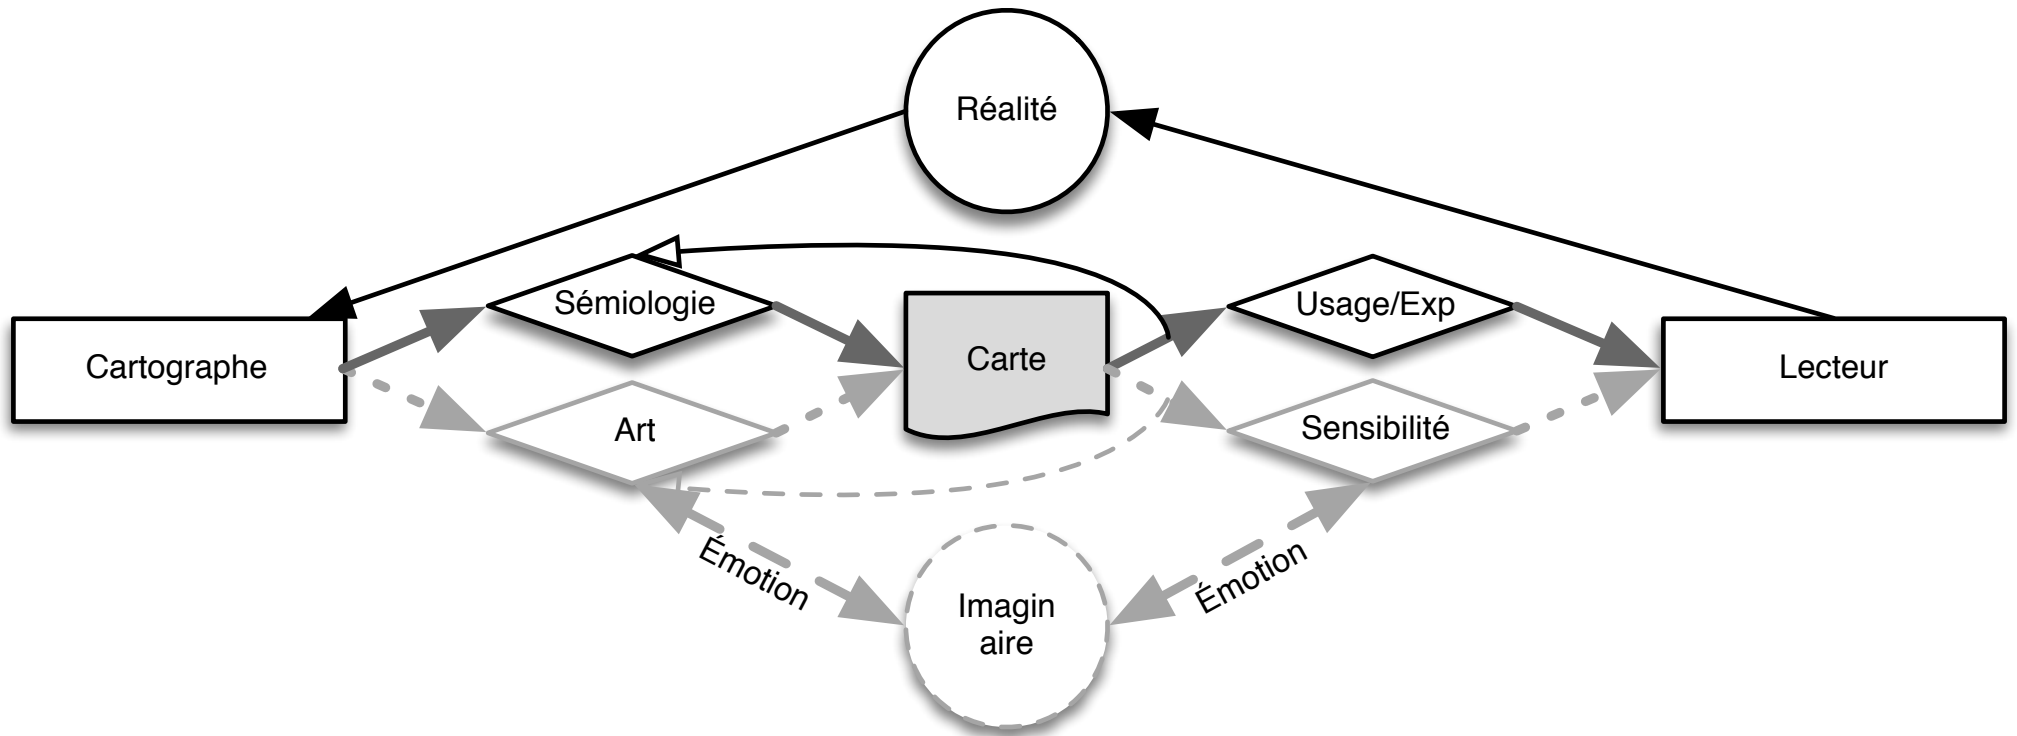 Réalité
Sémiologie
Usage/Exp
Cartographe
Carte
Lecteur
Art
Sensibilité
Émotion
Émotion
Imagin
aire